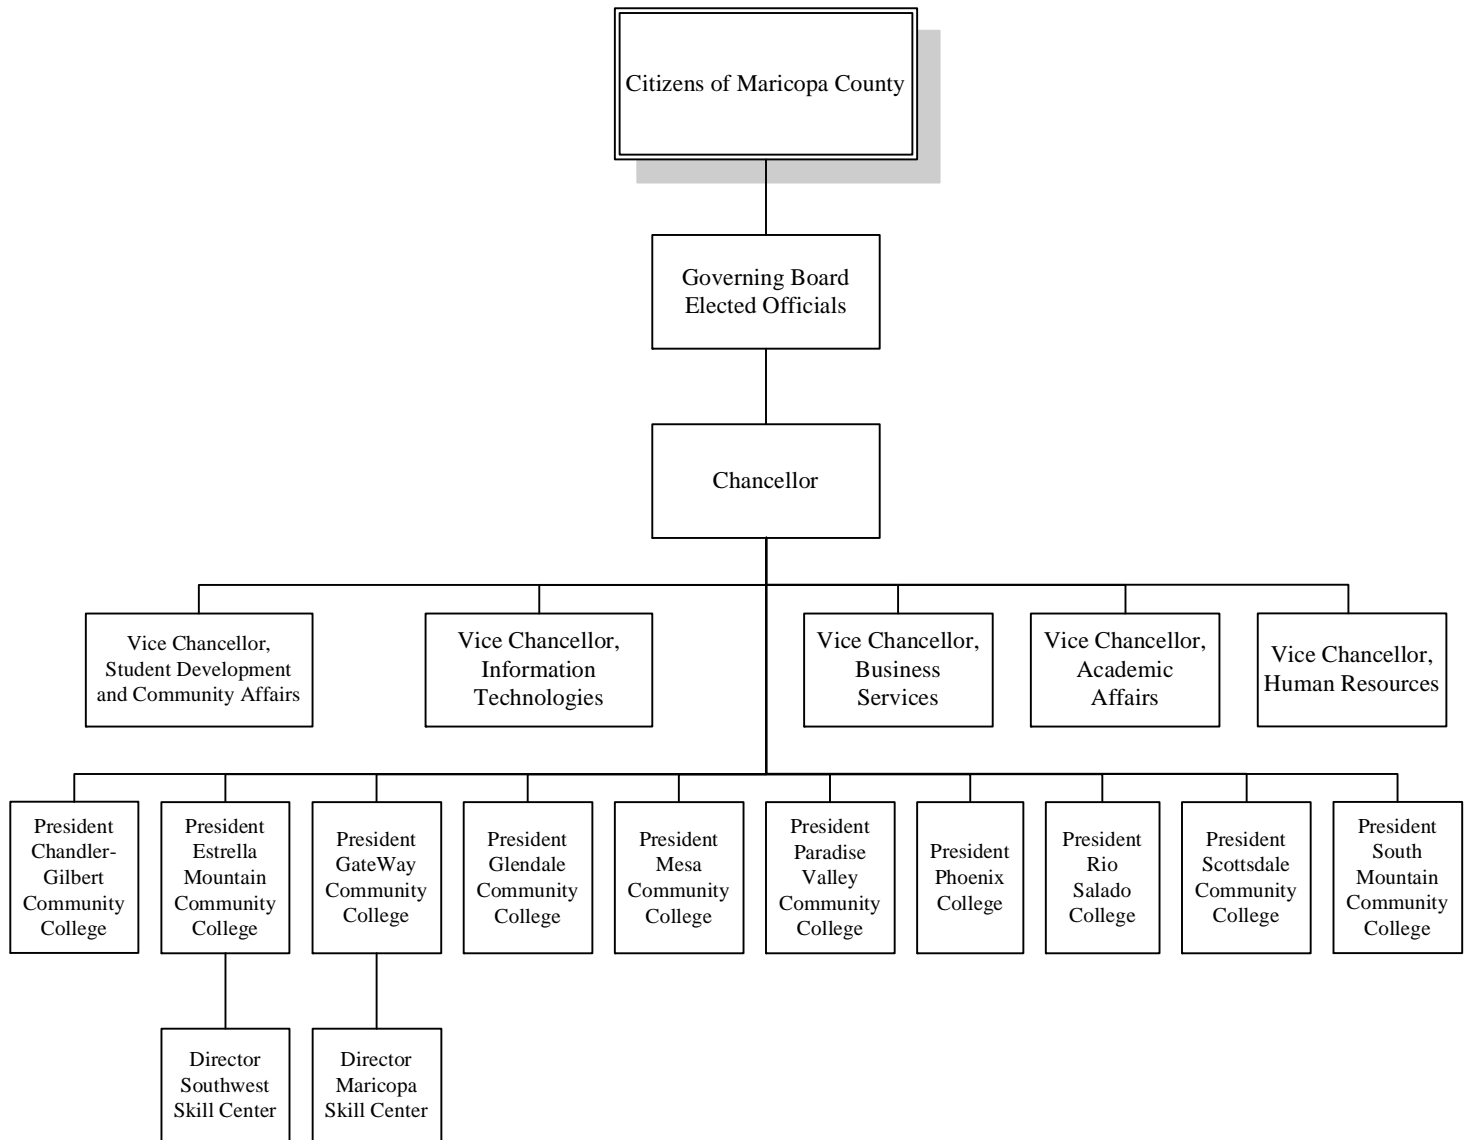 Citizens of Maricopa County
Governing Board
Elected Officials
Chancellor
Vice Chancellor,
Student Development
and Community Affairs
Vice Chancellor,
Information
Technologies
Vice Chancellor,
Business
Services
Vice Chancellor,
Academic
Affairs
Vice Chancellor,
Human Resources
President
Chandler-
Gilbert
Community
College
President
Estrella
Mountain
Community
College
President
GateWay
Community
College
President
Glendale
Community
College
President
Mesa
Community
College
President
Paradise
Valley
Community
College
President
Phoenix
College
President
Rio
Salado
College
President
Scottsdale
Community
College
President
South
Mountain
Community
College
Director
Southwest
Skill Center
Director
Maricopa
Skill Center